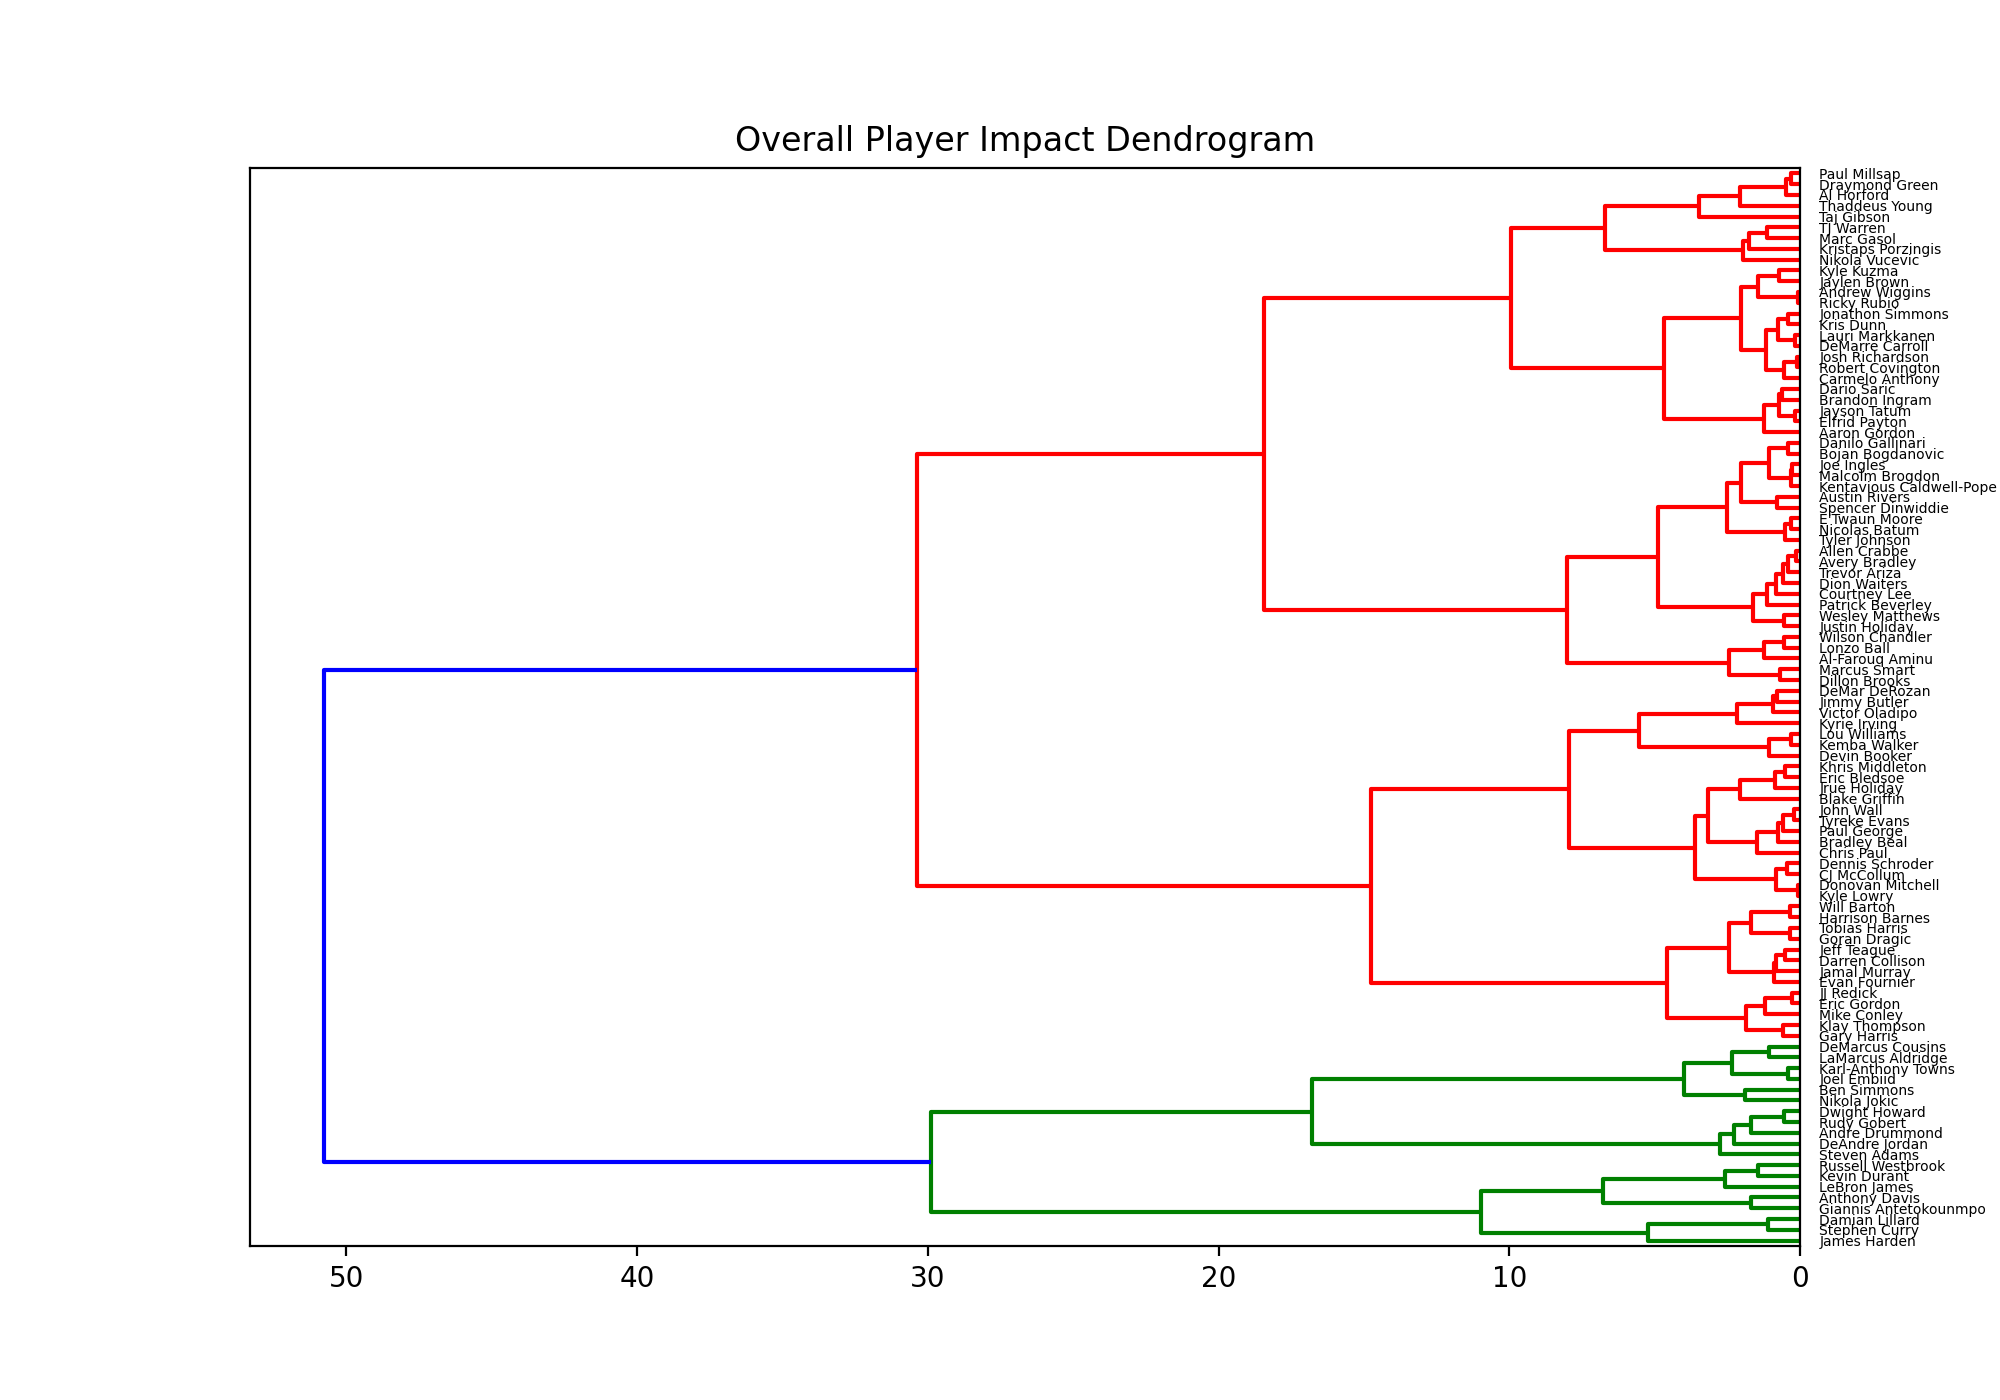 Overall Player Impact Dendrogram
Paul Millsap
Draymond Green
Al Horford
Thaddeus Young
Taj Gibson
TJ Warren
Marc Gasol
Kristaps Porzingis
Nikola Vucevic
Kyle Kuzma
Jaylen Brown
Andrew Wiggins
Ricky Rubio
Jonathon Simmons
Kris Dunn
Lauri Markkanen
DeMarre Carroll
Josh Richardson
Robert Covington
Carmelo Anthony
Dario Saric
Brandon Ingram
Jayson Tatum
Elfrid Payton
Aaron Gordon
Danilo Gallinari
Bojan Bogdanovic
Joe Ingles
Malcolm Brogdon
Kentavious Caldwell-Pope
Austin Rivers
Spencer Dinwiddie
E'Twaun Moore
Nicolas Batum
Tyler Johnson
Allen Crabbe
Avery Bradley
Trevor Ariza
Dion Waiters
Courtney Lee
Patrick Beverley
Wesley Matthews
Justin Holiday
Wilson Chandler
Lonzo Ball
Al-Farouq Aminu
Marcus Smart
Dillon Brooks
DeMar DeRozan
Jimmy Butler
Victor Oladipo
Kyrie Irving
Lou Williams
Kemba Walker
Devin Booker
Khris Middleton
Eric Bledsoe
Jrue Holiday
Blake Griffin
John Wall
Tyreke Evans
Paul George
Bradley Beal
Chris Paul
Dennis Schroder
CJ McCollum
Donovan Mitchell
Kyle Lowry
Will Barton
Harrison Barnes
Tobias Harris
Goran Dragic
Jeff Teague
Darren Collison
Jamal Murray
Evan Fournier
JJ Redick
Eric Gordon
Mike Conley
Klay Thompson
Gary Harris
DeMarcus Cousins
LaMarcus Aldridge
Karl-Anthony Towns
Joel Embiid
Ben Simmons
Nikola Jokic
Dwight Howard
Rudy Gobert
Andre Drummond
DeAndre Jordan
Steven Adams
Russell Westbrook
Kevin Durant
LeBron James
Anthony Davis
Giannis Antetokounmpo
Damian Lillard
Stephen Curry
James Harden
50 40 30 20 10 0